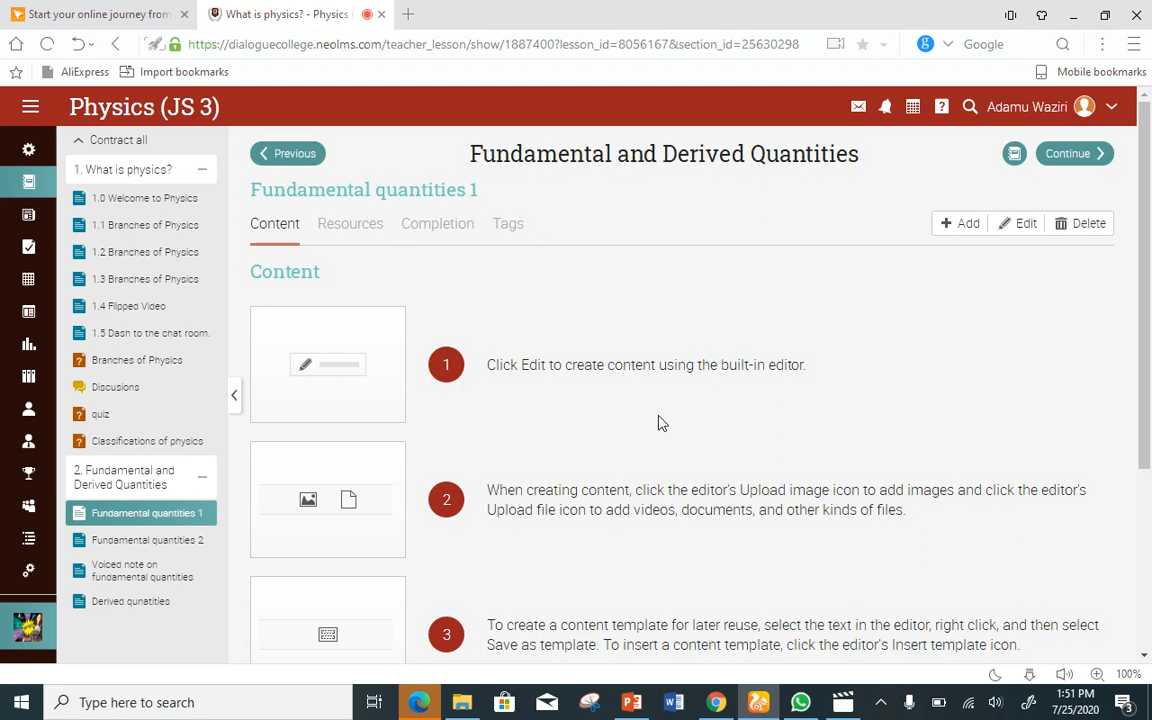 Start your online journey from
What is physics? - Physics
https://dialoguecollege.neolms.com/teacher_lesson/show/1887400?lesson_id=8056167&section_id=25630298
Google
AliExpress
Import bookmarks
Mobile bookmarks
Physics (JS 3)
Adamu Waziri
Contract all
1. What is physics?
1.0 Welcome to Physics
1.1 Branches of Physics
1.2 Branches of Physics
1.3 Branches of Physics
1.4 Flipped Video
1.5 Dash to the chat room.
Branches of Physics
Discusions
quiz
Classifications of physics
2. Fundamental and
Derived Quantities
Fundamental quantities 1
Fundamental quantities 2
Voiced note on
fundamental quantities
Derived qunatities
Previous
Fundamental and Derived Quantities
Continue
Fundamental quantities 1
Content
Resources
Completion
Tags
Add
Edit
Delete
Content
1
Click Edit to create content using the built-in editor.
2
When creating content, click the editor's Upload image icon to add images and click the editor's
Upload file icon to add videos, documents, and other kinds of files.
3
To create a content template for later reuse, select the text in the editor, right click, and then select
Save as template. To insert a content template, click the editor's Insert template icon.
100%
Type here to search
1:51 PM
7/25/2020
3